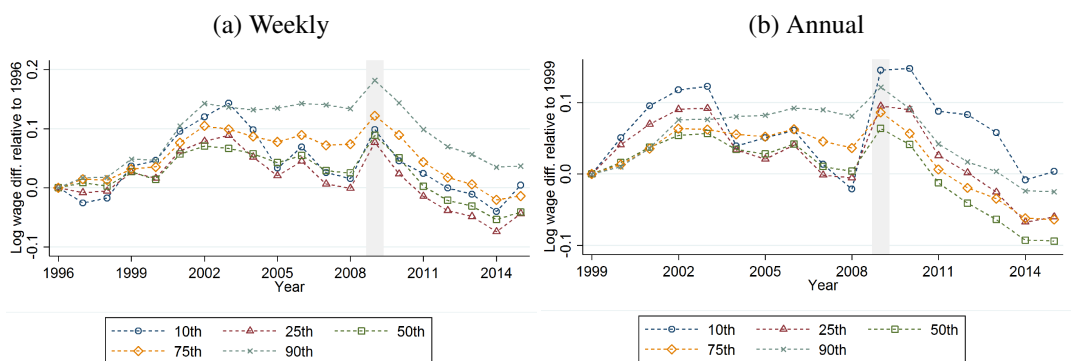 (a) Weekly
Log wage diff. relative to 1996
0.2
0.1
0.0
-0.1
1996 1999 2002 2005 2008 2011 2014
Year
10th 25th 50th
75th 90th
(b) Annual
Log wage diff. relative to 1999
0.1
0.0
-0.1
1999 2002 2005 2008 2011 2014
Year
10th 25th 50th
75th 90th